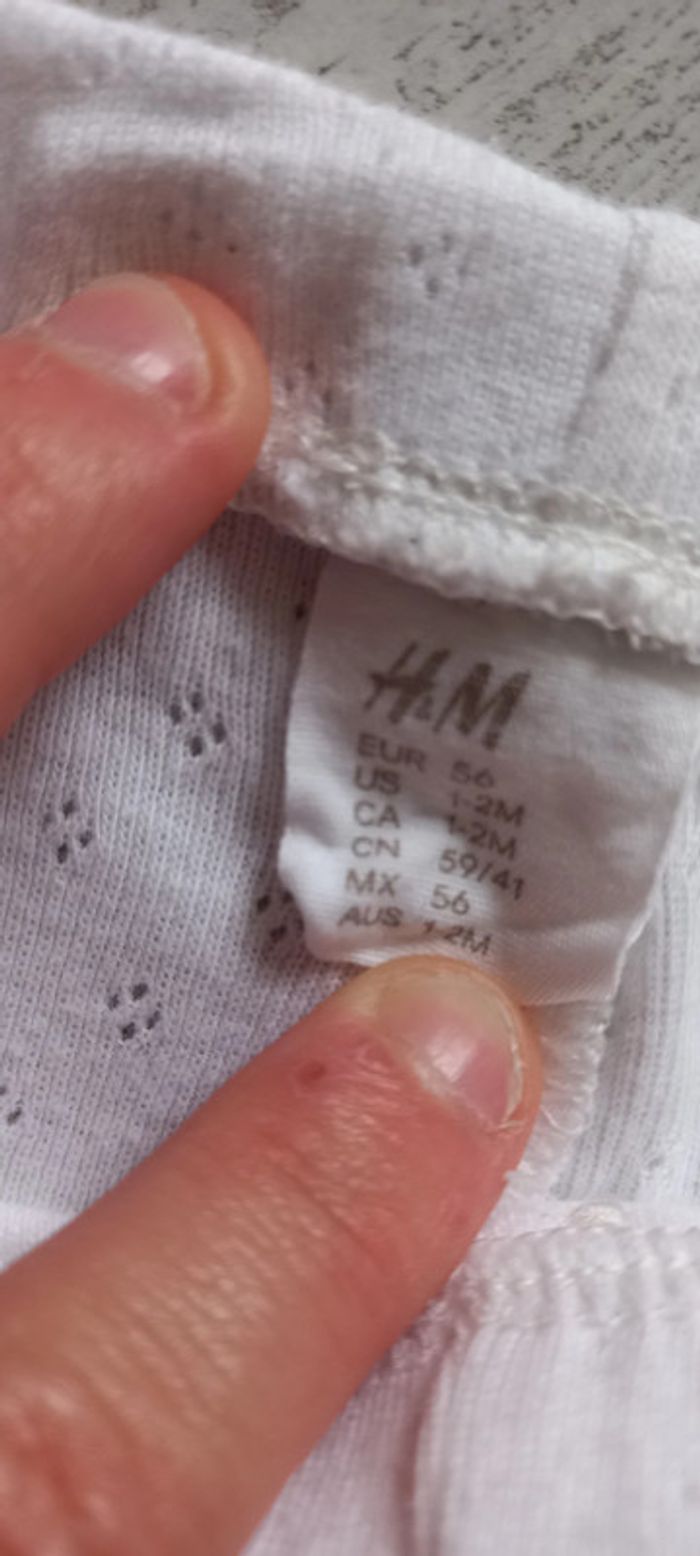 H&M
EUR 56
US 1-2M
CA 1-2M
CN 59/41
MX 56
AUS 1-2M